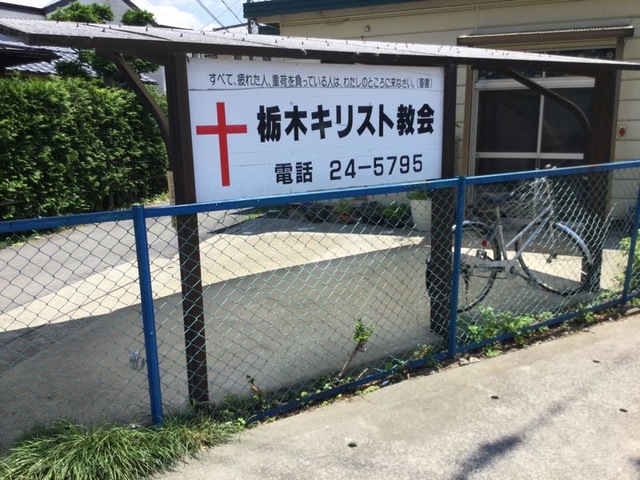 すべて、疲れた人、重荷を負っている人は、わたしのところに来なさい。(聖書)
栃木キリスト教会
電話 24-5795